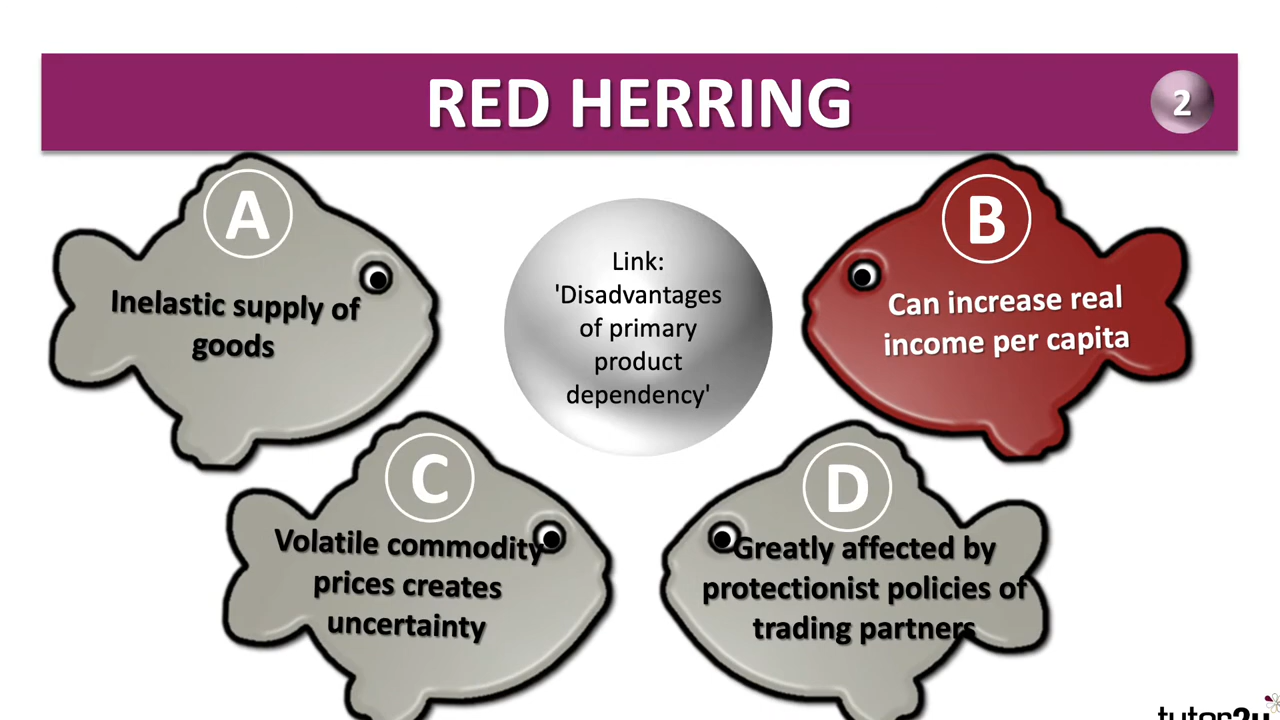 RED HERRING
2
A
Inelastic supply of
goods
Link:
'Disadvantages
of primary
product
dependency'
B
Can increase real
income per capita
C
Volatile commodity
prices creates
uncertainty
D
Greatly affected by
protectionist policies of
trading partners
tutor2u